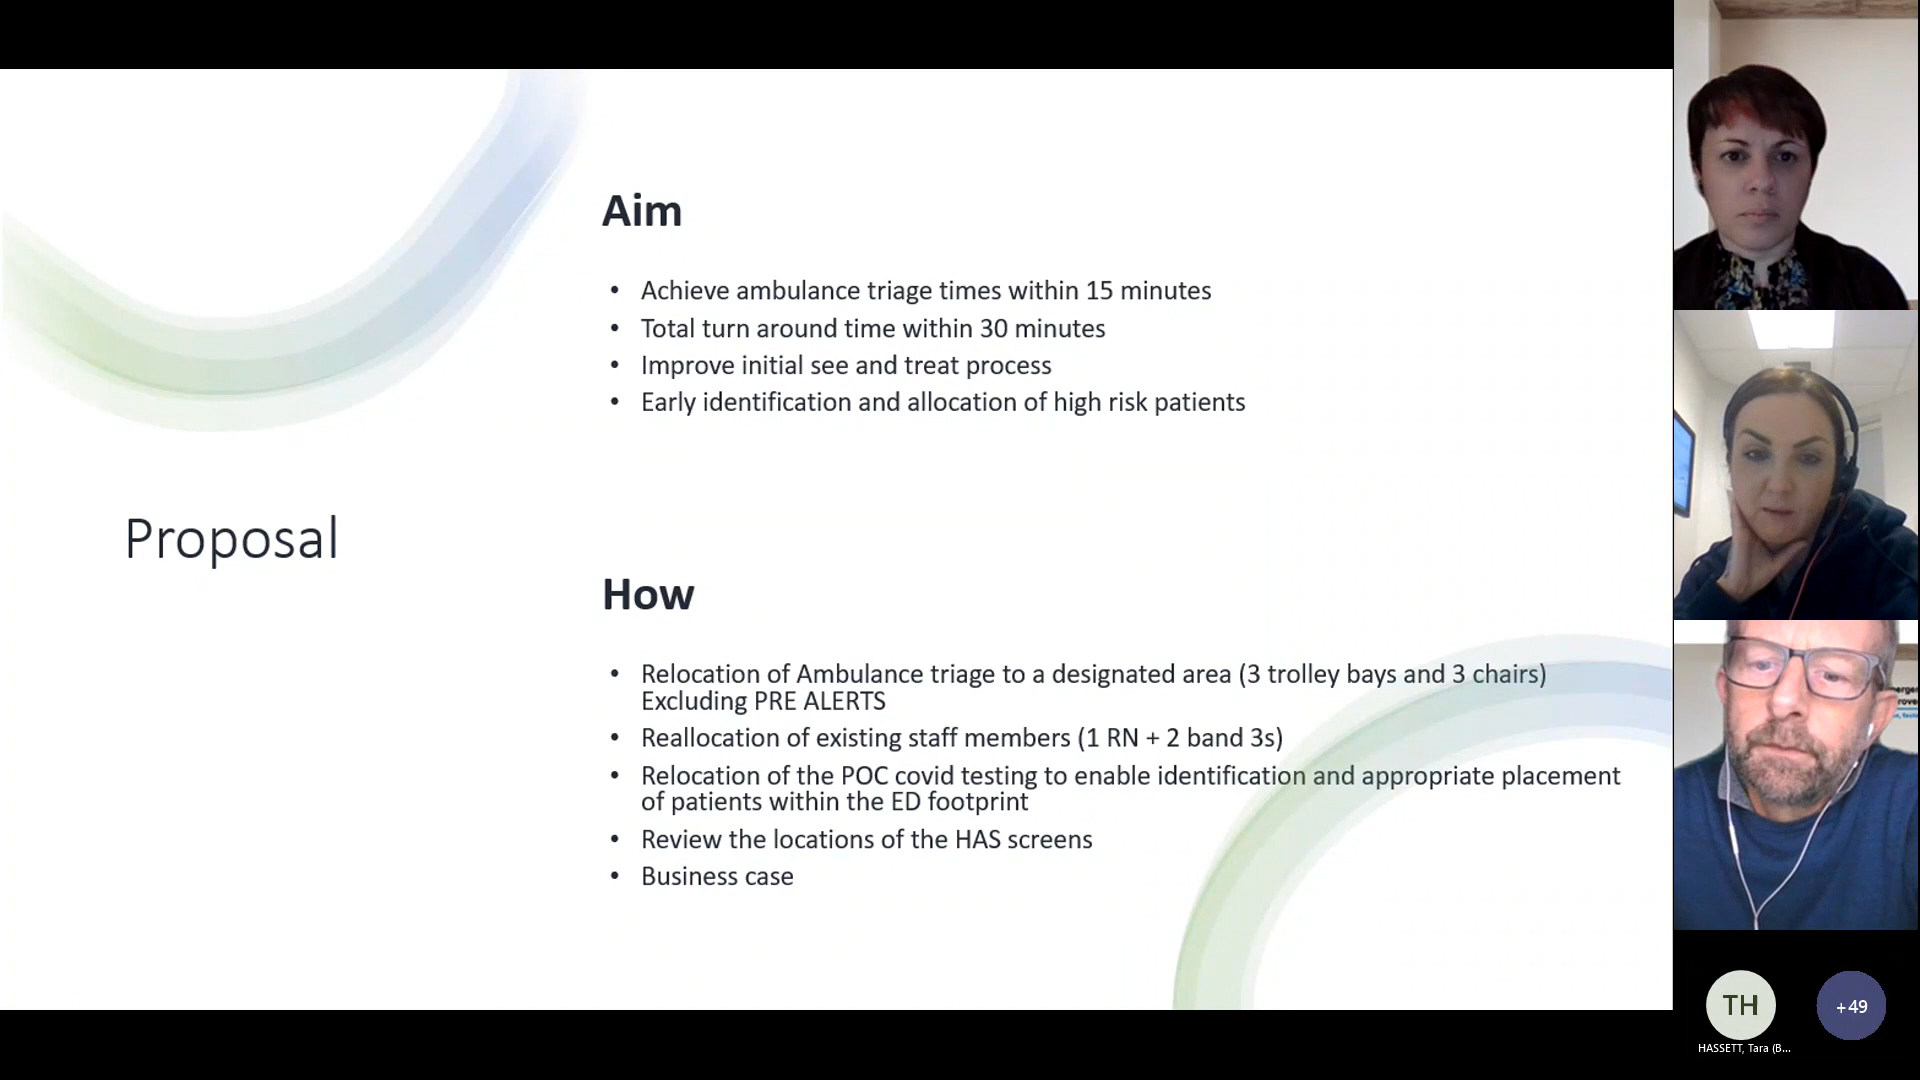 Proposal
Aim
• Achieve ambulance triage times within 15 minutes
• Total turn around time within 30 minutes
• Improve initial see and treat process
• Early identification and allocation of high risk patients
How
• Relocation of Ambulance triage to a designated area (3 trolley bays and 3 chairs)
Excluding PRE ALERTS
• Reallocation of existing staff members (1 RN + 2 band 3s)
• Relocation of the POC covid testing to enable identification and appropriate placement
of patients within the ED footprint
• Review the locations of the HAS screens
• Business case
TH
+49
HASSETT, Tara (B...